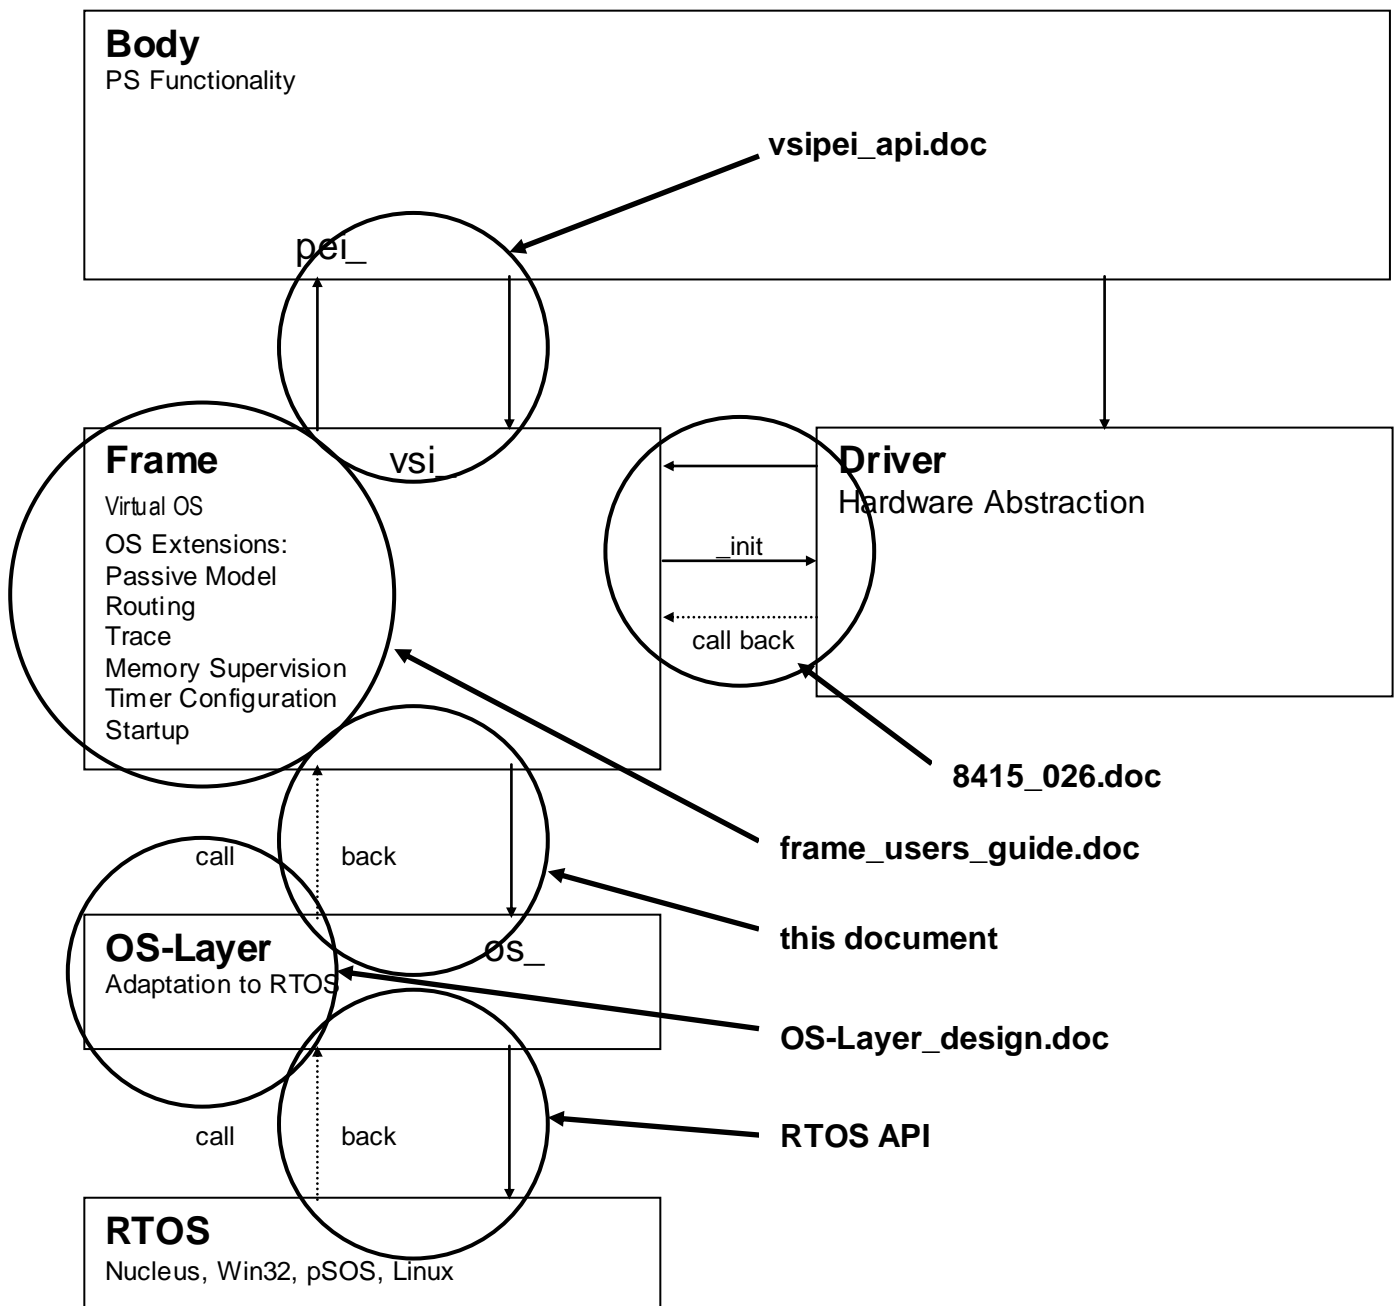 Body
PS Functionality
vsipei_api.doc
pei_
Frame
vsi_
Driver
Virtual OS
Hardware Abstraction
OS Extensions:
_init
Passive Model
Routing
Trace
call back
Memory Supervision
Timer Configuration
Startup
8415_026.doc
frame_users_guide.doc
call back
this document
OS-Layer
os_
Adaptation to RTOS
OS-Layer_design.doc
call back
RTOS API
RTOS
Nucleus, Win32, pSOS, Linux